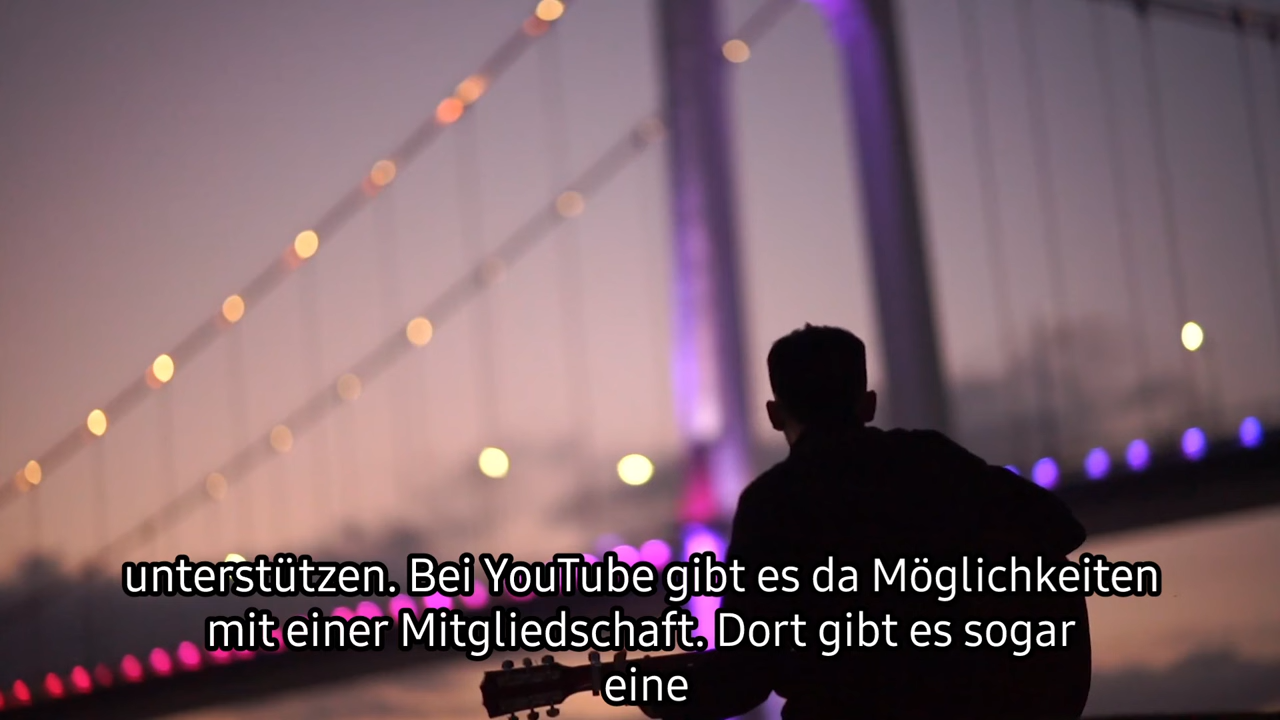 unterstützen. Bei YouTube gibt es da Möglichkeiten
mit einer Mitgliedschaft. Dort gibt es sogar
eine